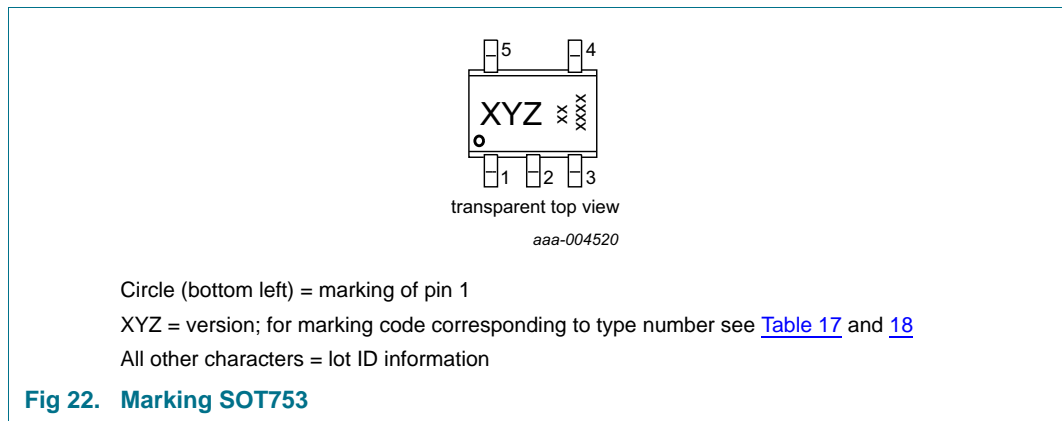 5 4
XYZ xx xxxx
1 2 3
transparent top view
aaa-004520
Circle (bottom left) = marking of pin 1
XYZ = version; for marking code corresponding to type number see Table 17 and 18
All other characters = lot ID information
Fig 22. Marking SOT753